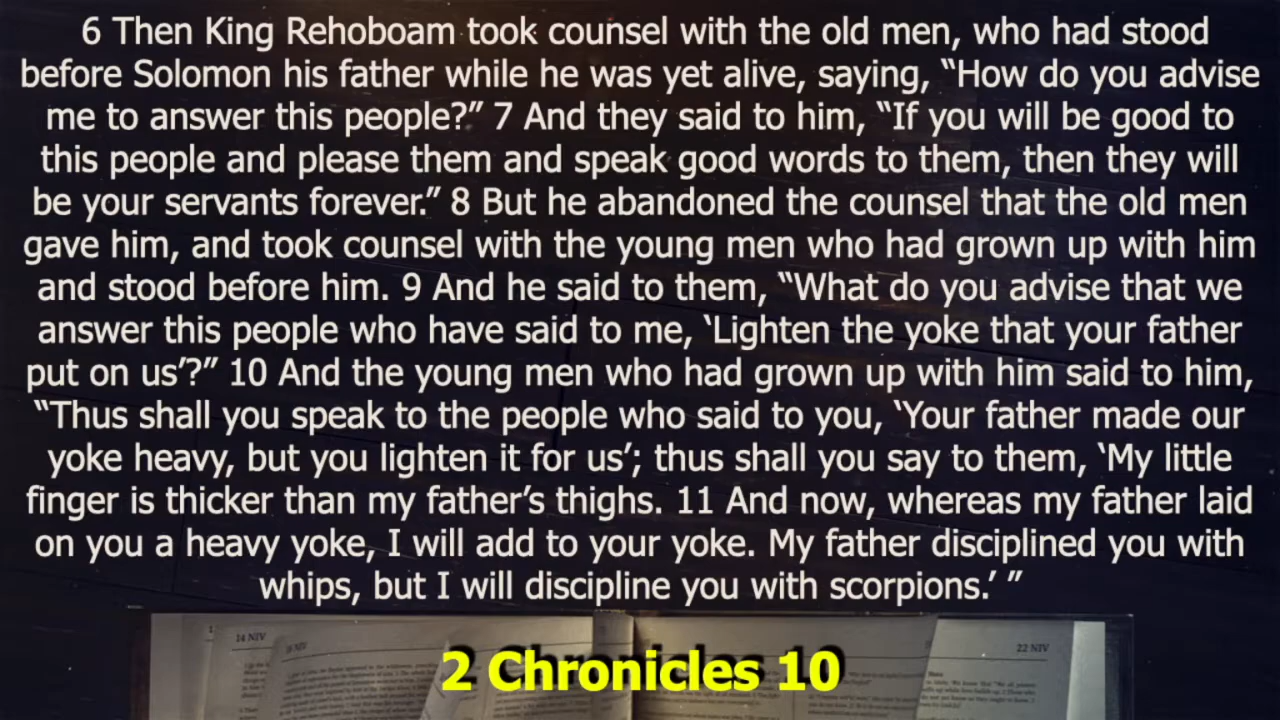 6 Then King Rehoboam took counsel with the old men, who had stood
before Solomon his father while he was yet alive, saying, “How do you advise
me to answer this people?” 7 And they said to him, “If you will be good to
this people and please them and speak good words to them, then they will
be your servants forever.” 8 But he abandoned the counsel that the old men
gave him, and took counsel with the young men who had grown up with him
and stood before him. 9 And he said to them, “What do you advise that we
answer this people who have said to me, ‘Lighten the yoke that your father
put on us’?” 10 And the young men who had grown up with him said to him,
“Thus shall you speak to the people who said to you, ‘Your father made our
yoke heavy, but you lighten it for us’; thus shall you say to them, ‘My little
finger is thicker than my father’s thighs. 11 And now, whereas my father laid
on you a heavy yoke, I will add to your yoke. My father disciplined you with
whips, but I will discipline you with scorpions.’ ”
14 NIV
22 NIV
2 Chronicles 10